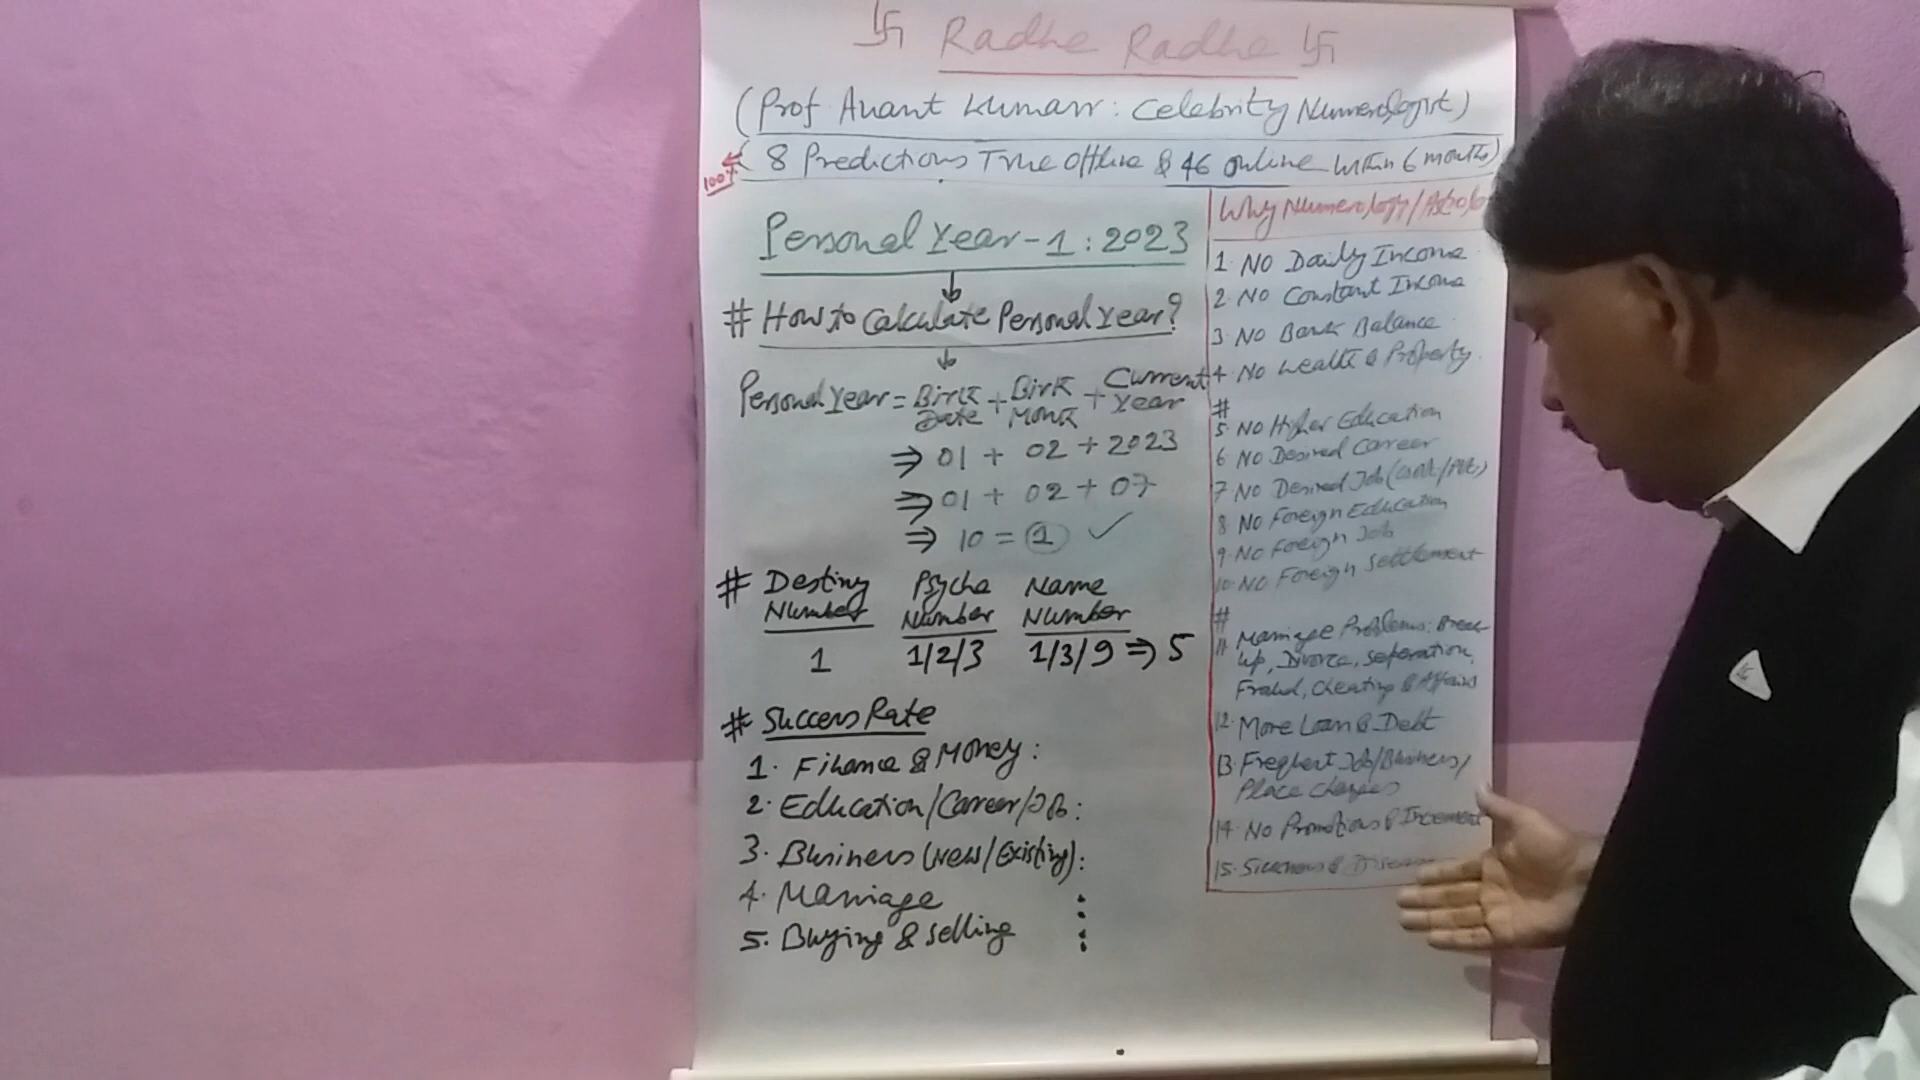 卐 Radhe Radhe 卐
(Prof. Anant Kumarr: Celebrity Numerologist)
100% ← ( 8 Predictions True Offline & 46 online within 6 months)
Personal Year-1: 2023
# How to Calculate Personal Year?
Personal Year = Birth Date + Birth Month + Current Year
⇒ 01 + 02 + 2023
⇒ 01 + 02 + 07
⇒ 10 = 1 ✓
# Destiny Psyche Name
Number Number Number
1 1/2/3 1/3/9 ⇒ 5
# Success Rate
1. Finance & Money :
2. Education/Career/Job :
3. Business (New/Existing) :
4. Marriage :
5. Buying & Selling :
Why Numerology/
1. No Daily Income
2. No Constant Income
3. No Bank Balance
4. No Wealth & Property
#
5. No Higher Education
6. No Desired Career
7. No Desired Job (Govt/Pvt.)
8. No Foreign Education
9. No Foreign Job
10. No Foreign Settlement
#
11. Marriage Problems: Break
up, Divorce, Seperation,
Fraud, Cheating & Affairs
12. More Loan & Debt
13. Frequent Job/Business/
Place Changes
14. No Promotions & Increment
15. Sickness &